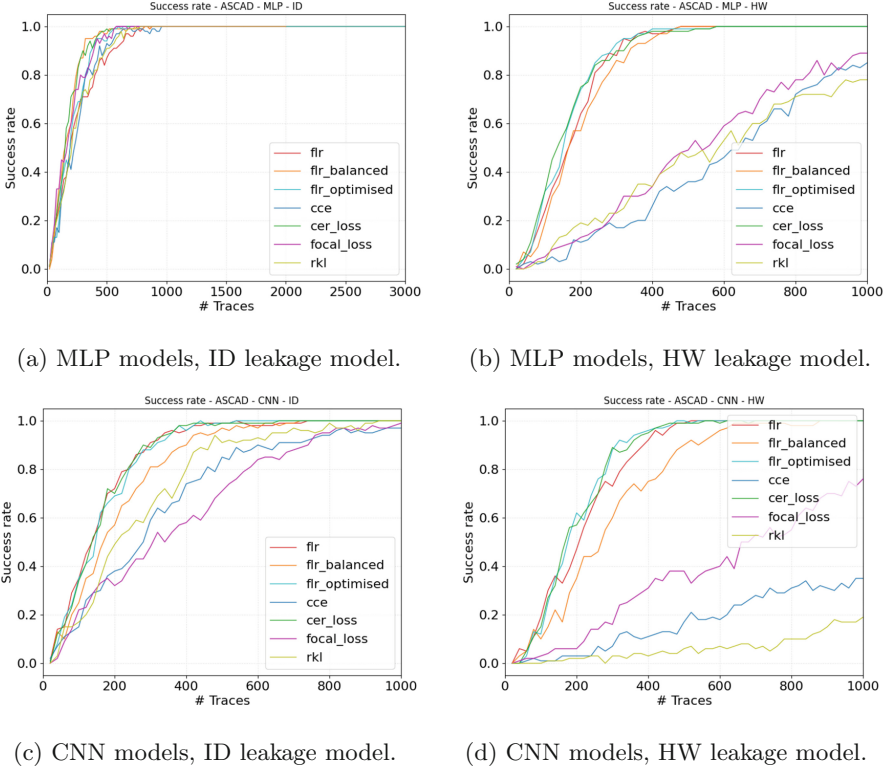 Success rate - ASCAD - MLP - ID
Success rate
1.0
0.8
0.6
0.4
0.2
0.0
flr
flr_balanced
flr_optimised
cce
cer_loss
focal_loss
rkl
0 500 1000 1500 2000 2500 3000
# Traces
(a) MLP models, ID leakage model.
Success rate - ASCAD - MLP - HW
Success rate
1.0
0.8
0.6
0.4
0.2
0.0
flr
flr_balanced
flr_optimised
cce
cer_loss
focal_loss
rkl
0 200 400 600 800 1000
# Traces
(b) MLP models, HW leakage model.
Success rate - ASCAD - CNN - ID
Success rate
1.0
0.8
0.6
0.4
0.2
0.0
flr
flr_balanced
flr_optimised
cce
cer_loss
focal_loss
rkl
0 200 400 600 800 1000
# Traces
(c) CNN models, ID leakage model.
Success rate - ASCAD - CNN - HW
Success rate
1.0
0.8
0.6
0.4
0.2
0.0
flr
flr_balanced
flr_optimised
cce
cer_loss
focal_loss
rkl
0 200 400 600 800 1000
# Traces
(d) CNN models, HW leakage model.